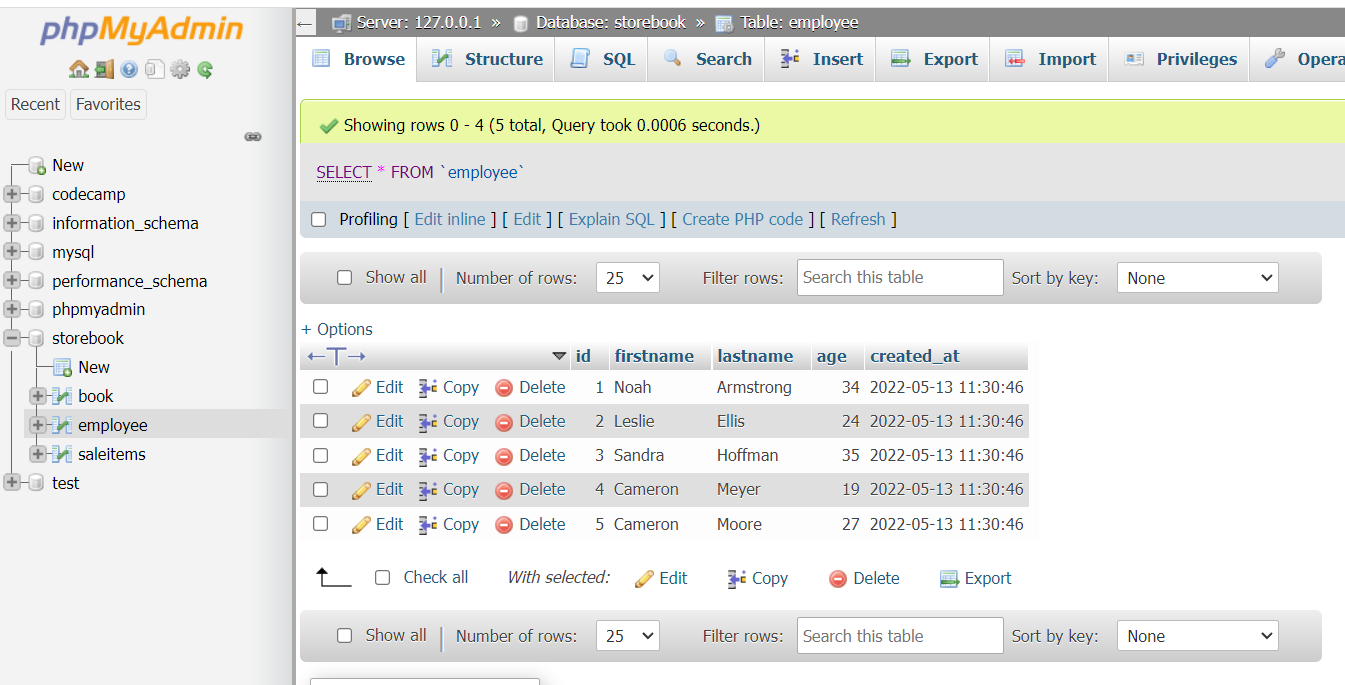 phpMyAdmin
Recent Favorites
New
codecamp
information_schema
mysql
performance_schema
phpmyadmin
storebook
New
book
employee
saleitems
test
Server: 127.0.0.1 » Database: storebook » Table: employee
Browse Structure SQL Search Insert Export Import Privileges Opera
Showing rows 0 - 4 (5 total, Query took 0.0006 seconds.)
SELECT * FROM `employee`
Profiling [ Edit inline ] [ Edit ] [ Explain SQL ] [ Create PHP code ] [ Refresh ]
Show all Number of rows: 25 Filter rows: Search this table Sort by key: None
+ Options
←T→ id firstname lastname age created_at
Edit Copy Delete 1 Noah Armstrong 34 2022-05-13 11:30:46
Edit Copy Delete 2 Leslie Ellis 24 2022-05-13 11:30:46
Edit Copy Delete 3 Sandra Hoffman 35 2022-05-13 11:30:46
Edit Copy Delete 4 Cameron Meyer 19 2022-05-13 11:30:46
Edit Copy Delete 5 Cameron Moore 27 2022-05-13 11:30:46
Check all With selected: Edit Copy Delete Export
Show all Number of rows: 25 Filter rows: Search this table Sort by key: None